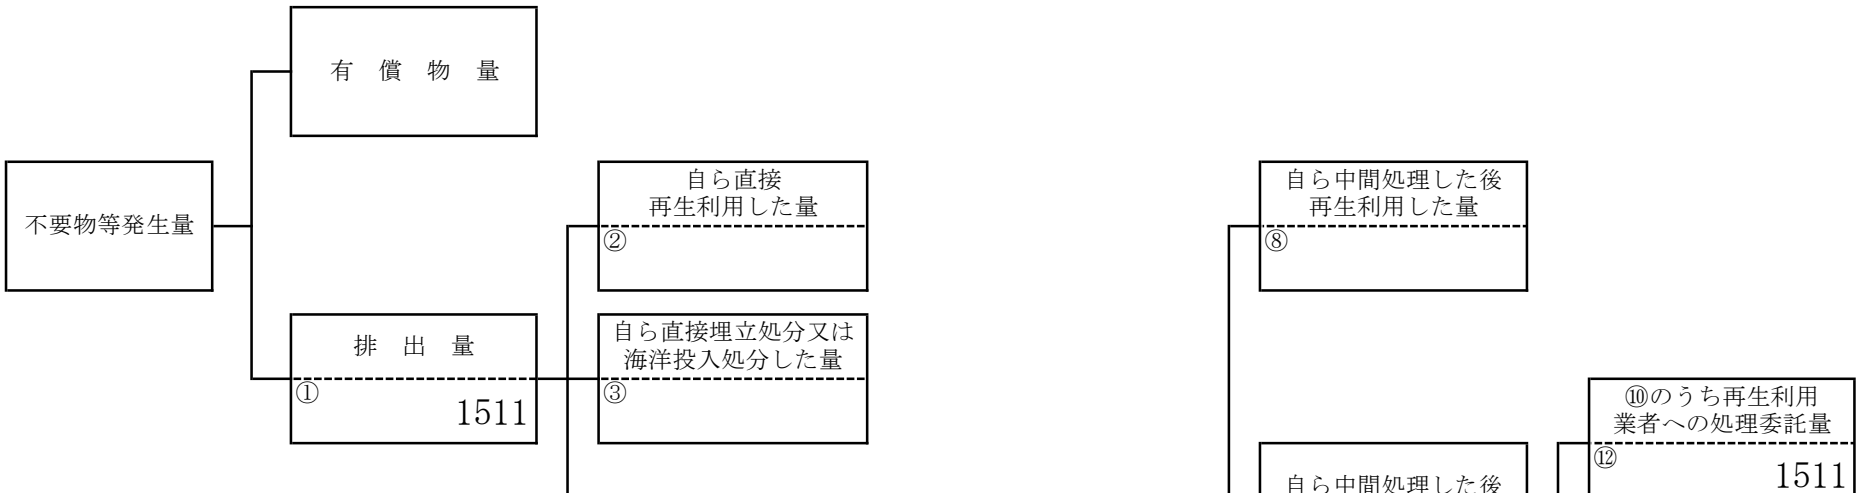 有 償 物 量
不要物等発生量
自ら直接
再生利用した量
②
自ら中間処理した後
再生利用した量
⑧
排 出 量
①
1511
自ら直接埋立処分又は
海洋投入処分した量
③
⑩のうち再生利用
業者への処理委託量
⑫
1511
自ら中間処理した後